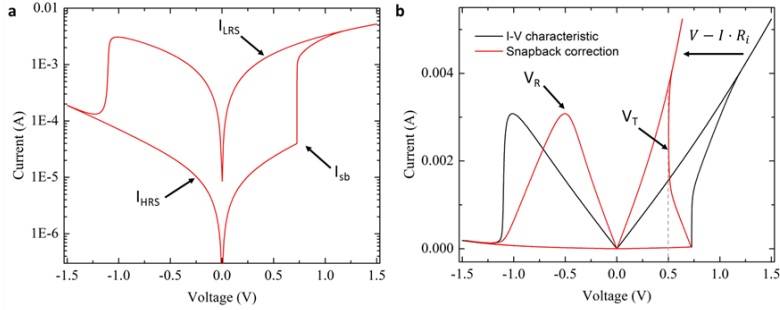 a
Current (A)
0.01
1E-3
1E-4
1E-5
1E-6
I_LRS
I_HRS
I_sb
-1.5 -1.0 -0.5 0.0 0.5 1.0 1.5
Voltage (V)
b
Current (A)
0.004
0.002
0.000
I-V characteristic
Snapback correction
V − I · R_i
V_R
V_T
-1.5 -1.0 -0.5 0.0 0.5 1.0 1.5
Voltage (V)